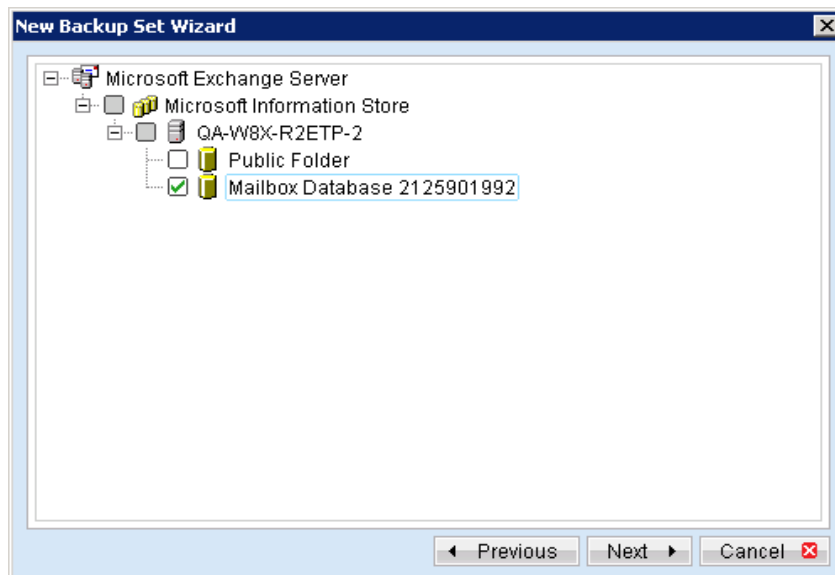 New Backup Set Wizard
Microsoft Exchange Server
Microsoft Information Store
QA-W8X-R2ETP-2
Public Folder
Mailbox Database 2125901992
Previous Next Cancel